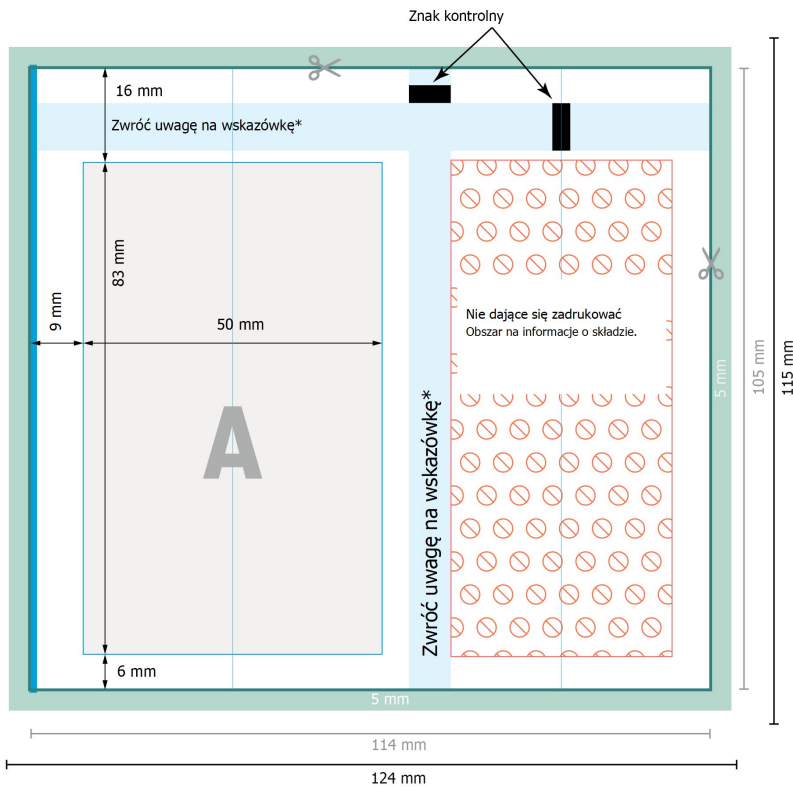 Znak kontrolny
16 mm
Zwróć uwagę na wskazówkę*
83 mm
9 mm
50 mm
Nie dające się zadrukować
Obszar na informacje o składzie.
A
Zwróć uwagę na wskazówkę*
5 mm
105 mm
115 mm
6 mm
5 mm
114 mm
124 mm